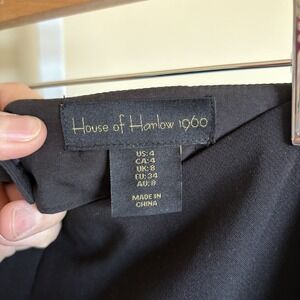 House of Harlow 1960
US: 4
CA: 4
UK: 8
EU: 34
AU: 8
MADE IN
CHINA